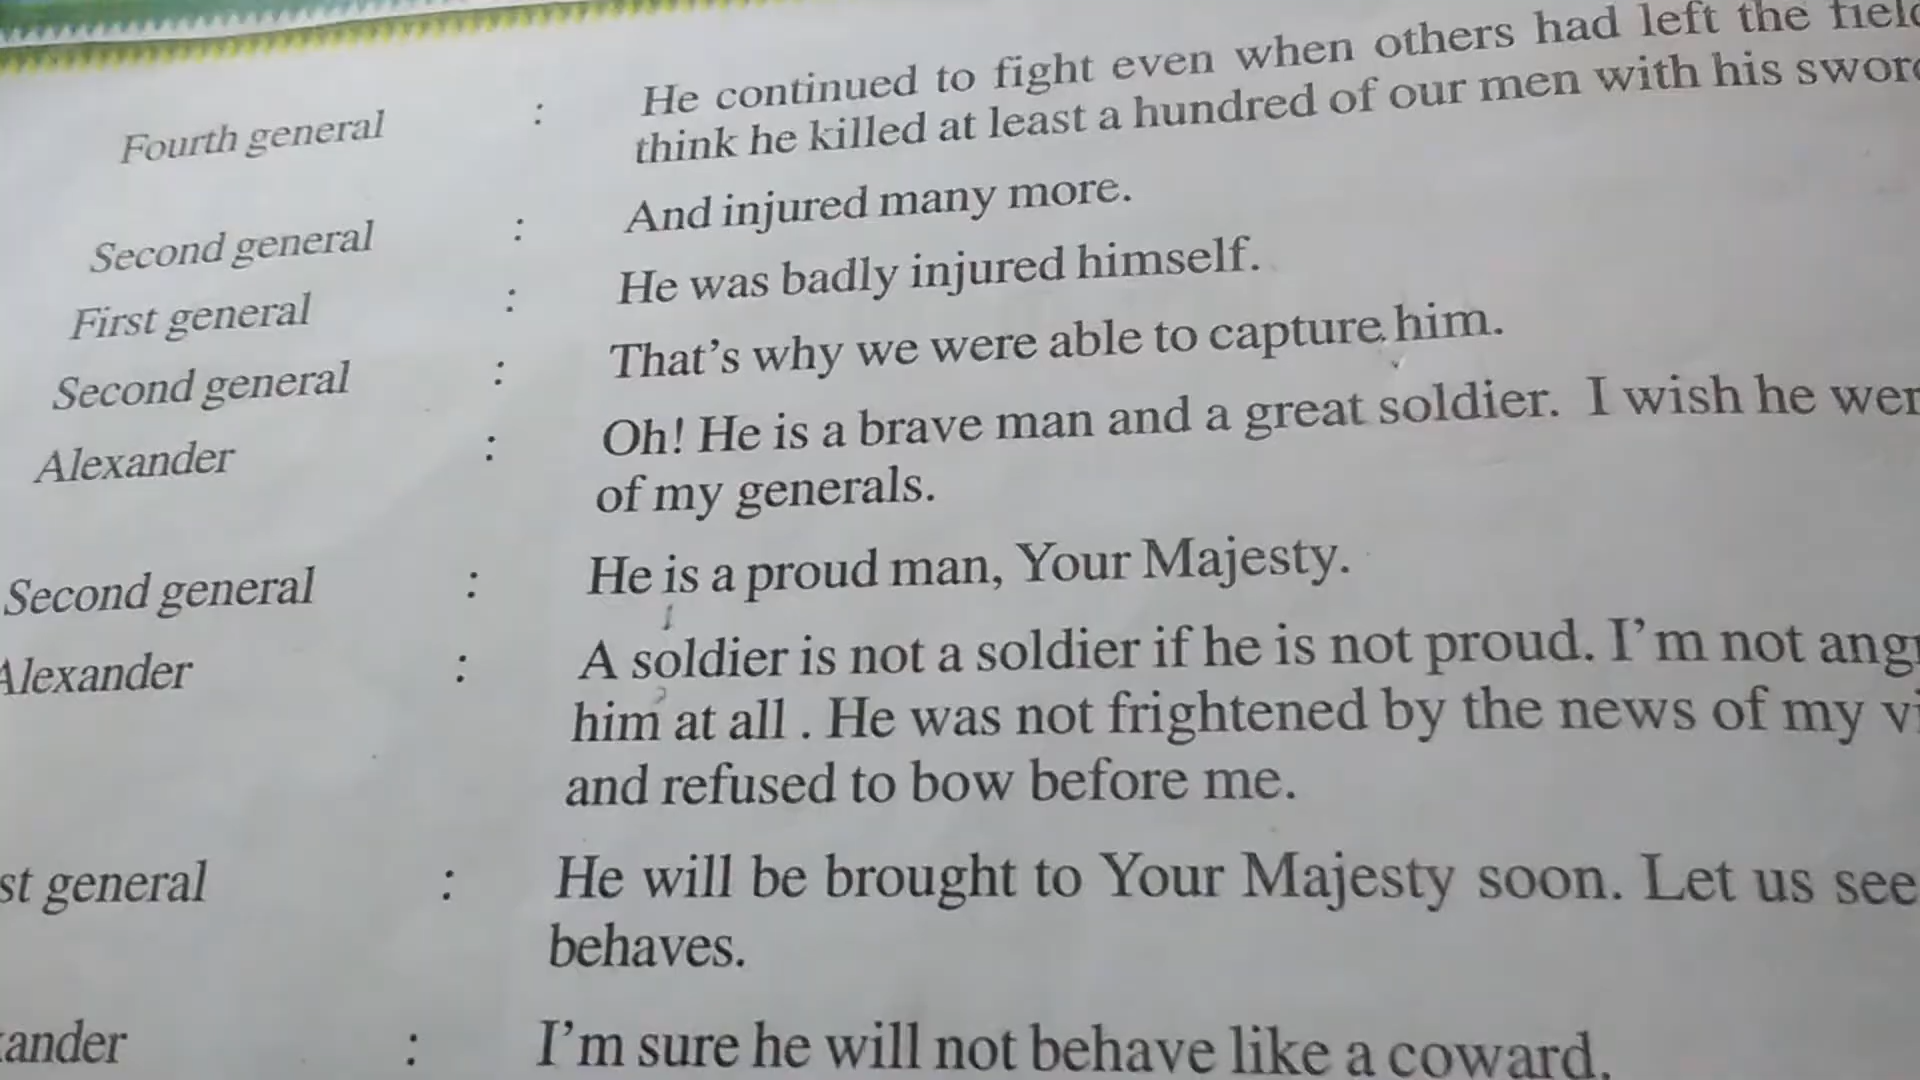 Fourth general : He continued to fight even when others had left the
think he killed at least a hundred of our men with his
Second general : And injured many more.
First general : He was badly injured himself.
Second general : That's why we were able to capture him.
Alexander : Oh! He is a brave man and a great soldier. I wish he
of my generals.
Second general : He is a proud man, Your Majesty.
Alexander : A soldier is not a soldier if he is not proud. I'm not
him at all . He was not frightened by the news of my
and refused to bow before me.
general : He will be brought to Your Majesty soon. Let us see
behaves.
: I'm sure he will not behave like a coward.